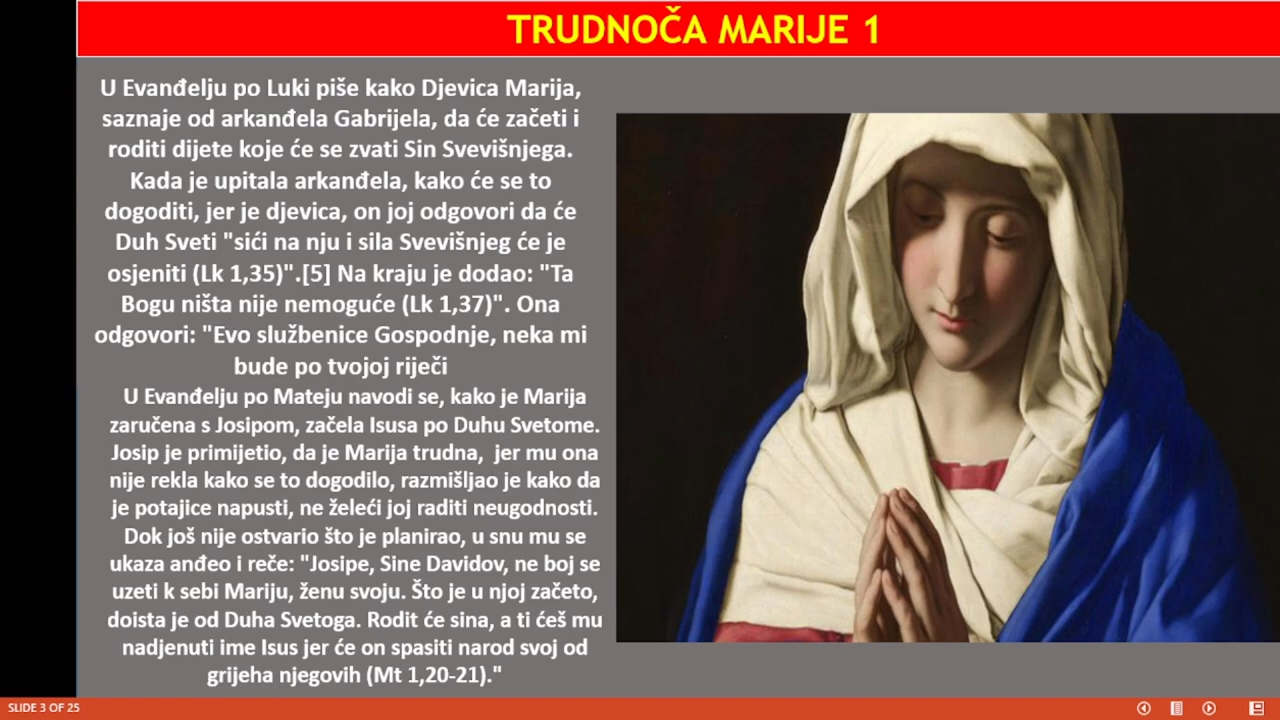 TRUDNOČA MARIJE 1
U Evanđelju po Luki piše kako Djevica Marija,
saznaje od arkanđela Gabrijela, da će začeti i
roditi dijete koje će se zvati Sin Svevišnjega.
Kada je upitala arkanđela, kako će se to
dogoditi, jer je djevica, on joj odgovori da će
Duh Sveti "sići na nju i sila Svevišnjeg će je
osjeniti (Lk 1,35)".[5] Na kraju je dodao: "Ta
Bogu ništa nije nemoguće (Lk 1,37)". Ona
odgovori: "Evo službenice Gospodnje, neka mi
bude po tvojoj riječi
U Evanđelju po Mateju navodi se, kako je Marija
zaručena s Josipom, začela Isusa po Duhu Svetome.
Josip je primijetio, da je Marija trudna, jer mu ona
nije rekla kako se to dogodilo, razmišljao je kako da
je potajice napusti, ne želeći joj raditi neugodnosti.
Dok još nije ostvario što je planirao, u snu mu se
ukaza anđeo i reče: "Josipe, Sine Davidov, ne boj se
uzeti k sebi Mariju, ženu svoju. Što je u njoj začeto,
doista je od Duha Svetoga. Rodit će sina, a ti ćeš mu
nadjenuti ime Isus jer će on spasiti narod svoj od
grijeha njegovih (Mt 1,20-21)."
SLIDE 3 OF 25